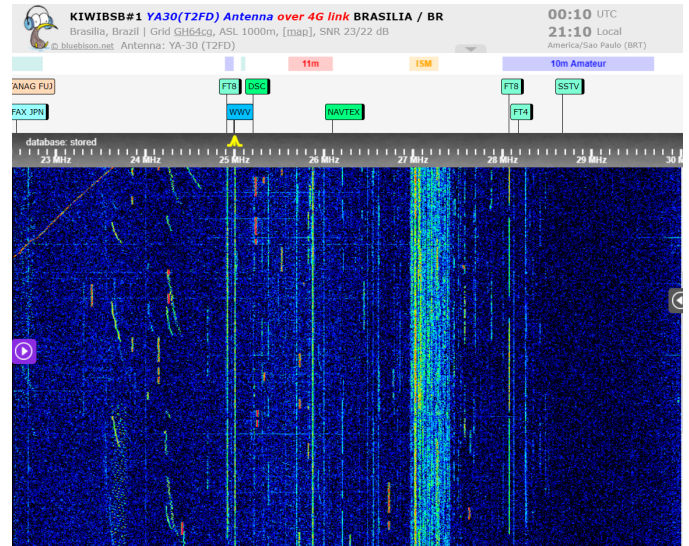 KIWIBSB#1 YA30(T2FD) Antenna over 4G link BRASILIA / BR
Brasilia, Brazil | Grid GH64cg, ASL 1000m, [map], SNR 23/22 dB
© bluebison.net Antenna: YA-30 (T2FD)
00:10 UTC
21:10 Local
America/Sao Paulo (BRT)
11m ISM 10m Amateur
TANAG FUJ FT8 DSC FT8 SSTV
FAX JPN WWV NAVTEX FT4
database: stored
23 MHz 24 MHz 25 MHz 26 MHz 27 MHz 28 MHz 29 MHz 30 M